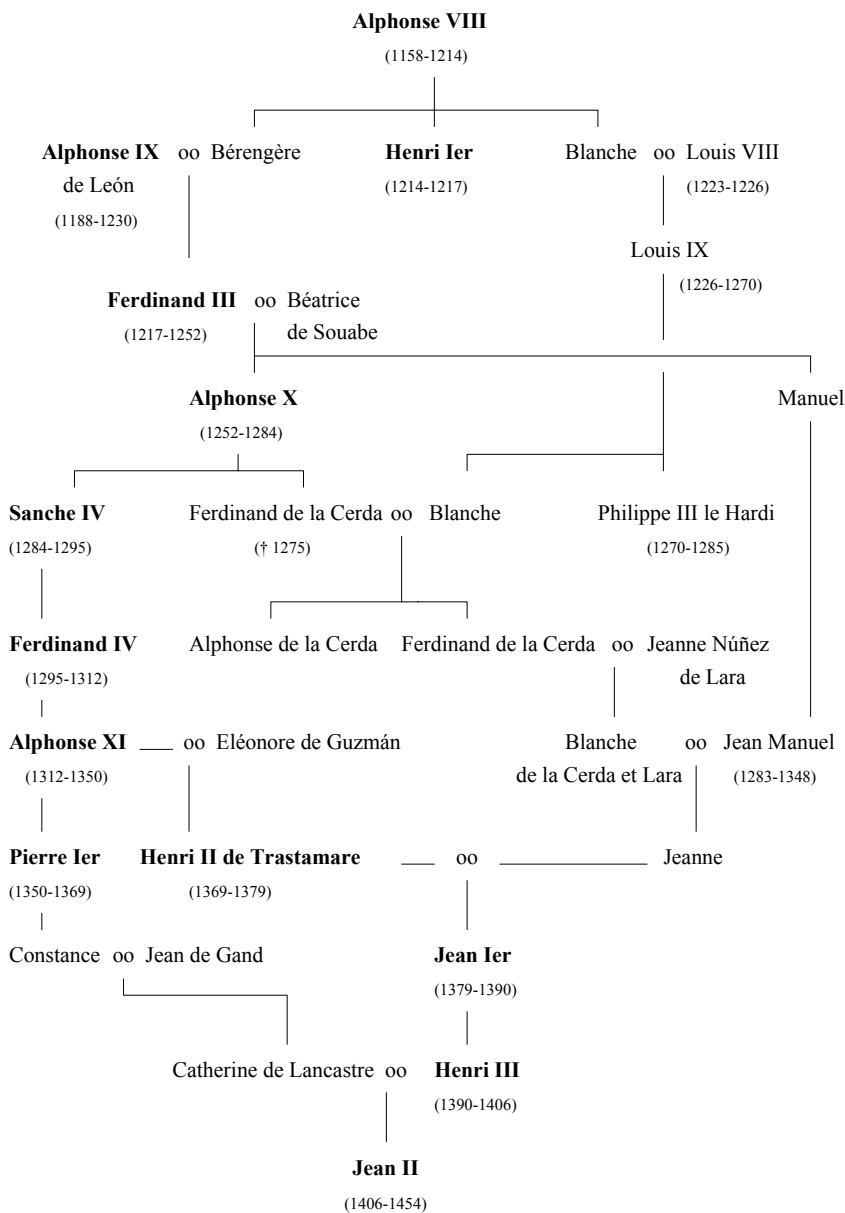 Alphonse VIII
(1158-1214)
Alphonse IX oo Bérengère Henri Ier Blanche oo Louis VIII
de León (1214-1217) (1223-1226)
(1188-1230)
Louis IX
(1226-1270)
Ferdinand III oo Béatrice
(1217-1252) de Souabe
Alphonse X Manuel
(1252-1284)
Sanche IV Ferdinand de la Cerda oo Blanche Philippe III le Hardi
(1284-1295) († 1275) (1270-1285)
Ferdinand IV Alphonse de la Cerda Ferdinand de la Cerda oo Jeanne Núñez
(1295-1312) de Lara
Alphonse XI oo Eléonore de Guzmán Blanche oo Jean Manuel
(1312-1350) de la Cerda et Lara (1283-1348)
Pierre Ier Henri II de Trastamare oo Jeanne
(1350-1369) (1369-1379)
Constance oo Jean de Gand Jean Ier
(1379-1390)
Catherine de Lancastre oo Henri III
(1390-1406)
Jean II
(1406-1454)